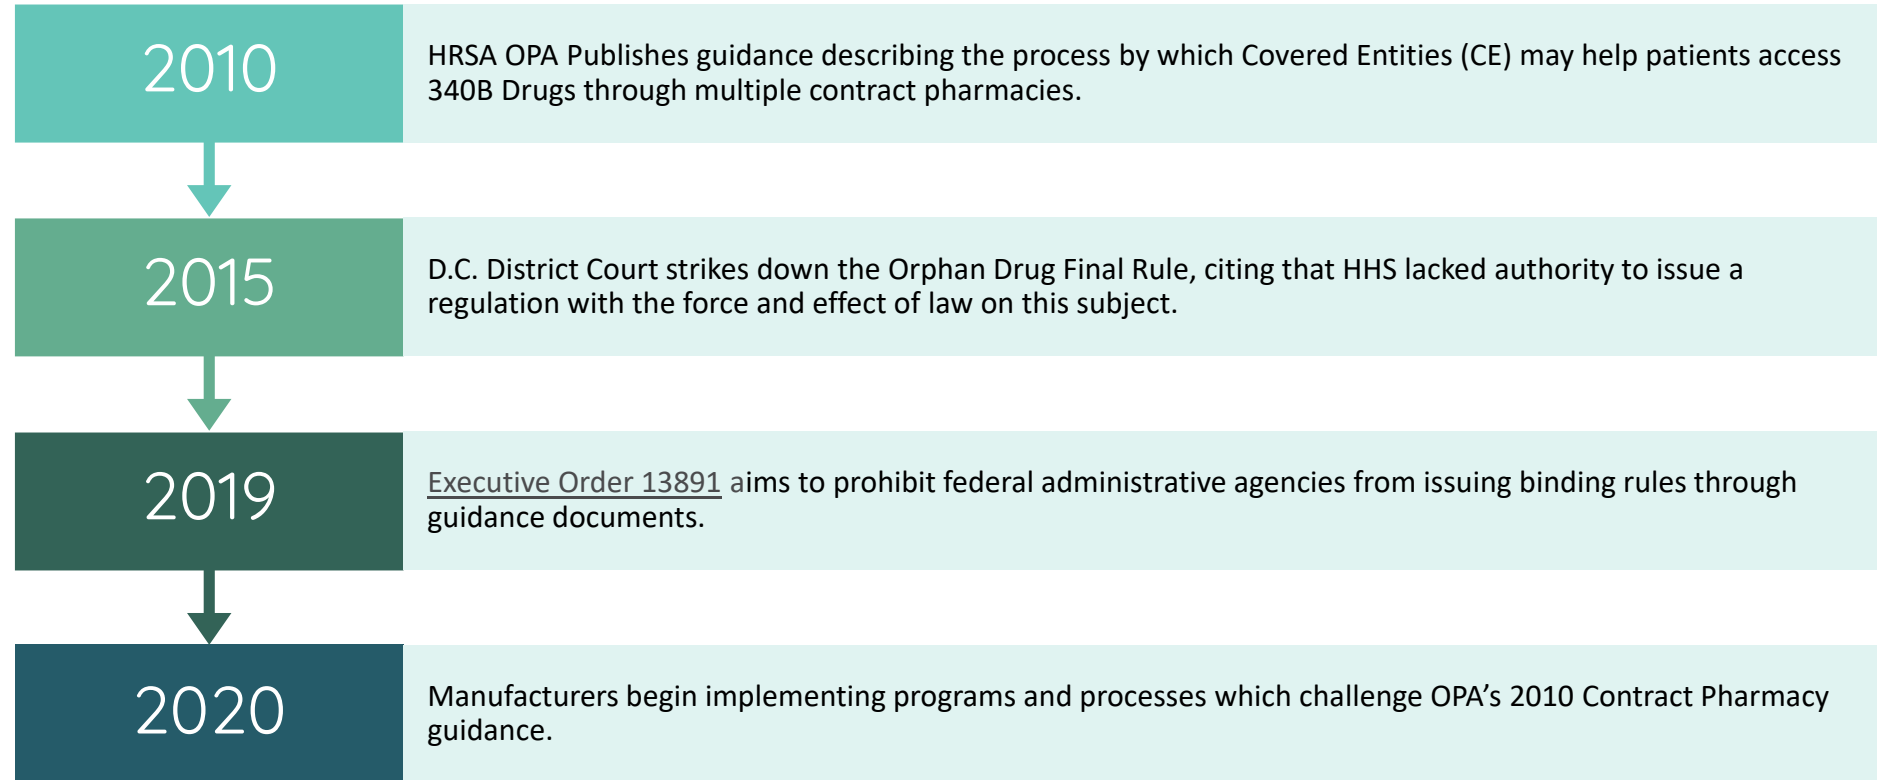 2010
HRSA OPA Publishes guidance describing the process by which Covered Entities (CE) may help patients access
340B Drugs through multiple contract pharmacies.
2015
D.C. District Court strikes down the Orphan Drug Final Rule, citing that HHS lacked authority to issue a
regulation with the force and effect of law on this subject.
2019
Executive Order 13891 aims to prohibit federal administrative agencies from issuing binding rules through
guidance documents.
2020
Manufacturers begin implementing programs and processes which challenge OPA’s 2010 Contract Pharmacy
guidance.